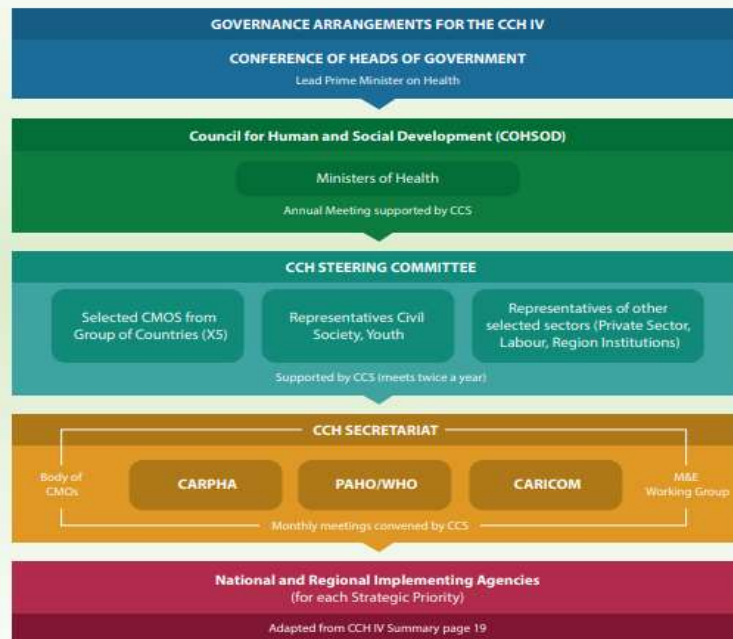 GOVERNANCE ARRANGEMENTS FOR THE CCH IV
CONFERENCE OF HEADS OF GOVERNMENT
Lead Prime Minister on Health
Council for Human and Social Development (COHSOD)
Ministers of Health
Annual Meeting supported by CCS
CCH STEERING COMMITTEE
Selected CMOS from
Group of Countries (X5)
Representatives Civil
Society, Youth
Representatives of other
selected sectors (Private Sector,
Labour, Region Institutions)
Supported by CCS (meets twice a year)
CCH SECRETARIAT
Body of
CMOs
CARPHA
PAHO/WHO
CARICOM
M&E
Working Group
Monthly meetings convened by CCS
National and Regional Implementing Agencies
(for each Strategic Priority)
Adapted from CCH IV Summary page 19